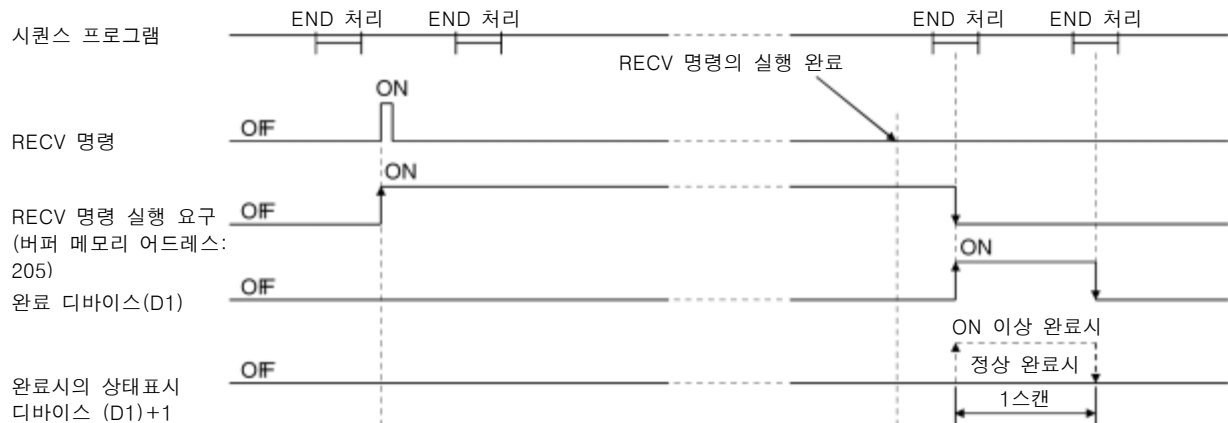 END 처리 END 처리 END 처리 END 처리
시퀀스 프로그램
RECV 명령의 실행 완료
ON
OFF
RECV 명령
ON
OFF
RECV 명령 실행 요구
(버퍼 메모리 어드레스:
205)
ON
OFF
완료 디바이스(D1)
ON 이상 완료시
OFF
정상 완료시
완료시의 상태표시
디바이스 (D1)+1
1스캔